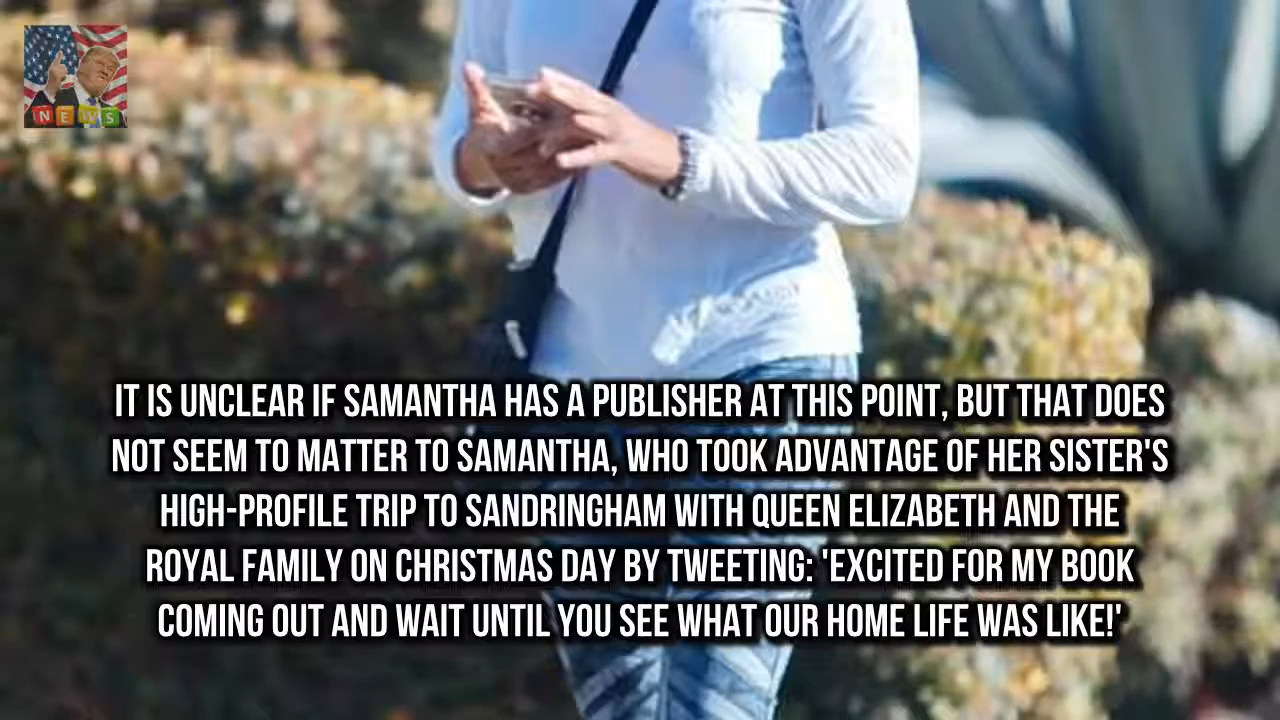 NEWS
IT IS UNCLEAR IF SAMANTHA HAS A PUBLISHER AT THIS POINT, BUT THAT DOES
NOT SEEM TO MATTER TO SAMANTHA, WHO TOOK ADVANTAGE OF HER SISTER'S
HIGH-PROFILE TRIP TO SANDRINGHAM WITH QUEEN ELIZABETH AND THE
ROYAL FAMILY ON CHRISTMAS DAY BY TWEETING: 'EXCITED FOR MY BOOK
COMING OUT AND WAIT UNTIL YOU SEE WHAT OUR HOME LIFE WAS LIKE!'